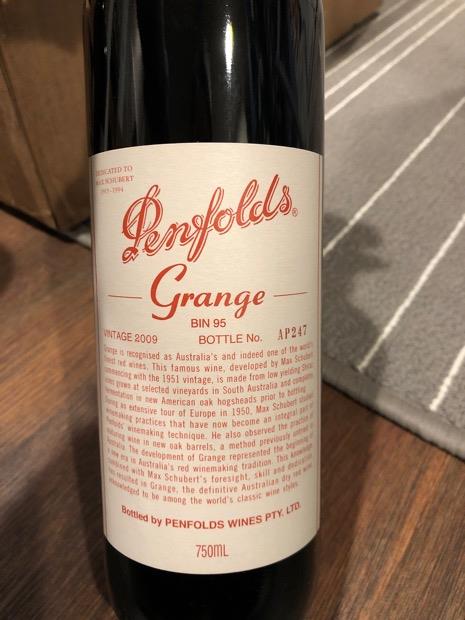 DEDICATED TO
MAX SCHUBERT
1915-1994
Penfolds®
Grange
BIN 95
VINTAGE 2009 BOTTLE No. AP247
Grange is recognised as Australia's and indeed one of the world's
finest red wines. This famous wine, developed by Max Schubert
commencing with the 1951 vintage, is made from low yielding Shiraz
vines grown at selected vineyards in South Australia and
in new American oak hogsheads prior to bottling.
During an extensive tour of Europe in 1950, Max Schubert studied
winemaking practices that have now become an integral part of
Penfolds' winemaking technique. He also observed the practice of
maturing wine in new oak barrels, a method previously untried in
Australia. The development of Grange represented the beginning of
a new era in Australia's red winemaking tradition. This knowledge
combined with Max Schubert's foresight, skill and dedication
has resulted in Grange, the definitive Australian dry red wine
acknowledged to be among the world's classic wine styles.
Bottled by PENFOLDS WINES PTY. LTD.
750ML